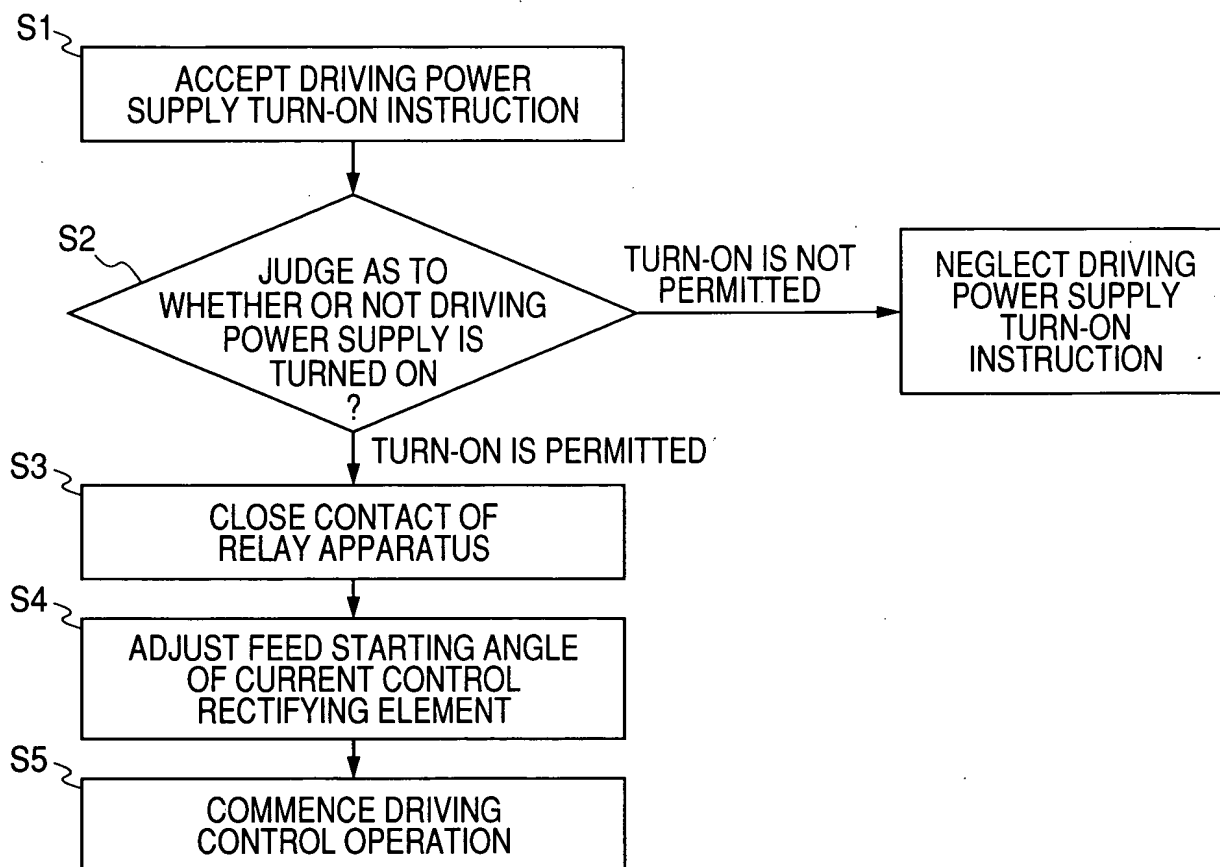 S1
ACCEPT DRIVING POWER
SUPPLY TURN-ON INSTRUCTION
S2
JUDGE AS TO
WHETHER OR NOT DRIVING
POWER SUPPLY IS
TURNED ON
?
TURN-ON IS NOT
PERMITTED
NEGLECT DRIVING
POWER SUPPLY
TURN-ON
INSTRUCTION
TURN-ON IS PERMITTED
S3
CLOSE CONTACT OF
RELAY APPARATUS
S4
ADJUST FEED STARTING ANGLE
OF CURRENT CONTROL
RECTIFYING ELEMENT
S5
COMMENCE DRIVING
CONTROL OPERATION